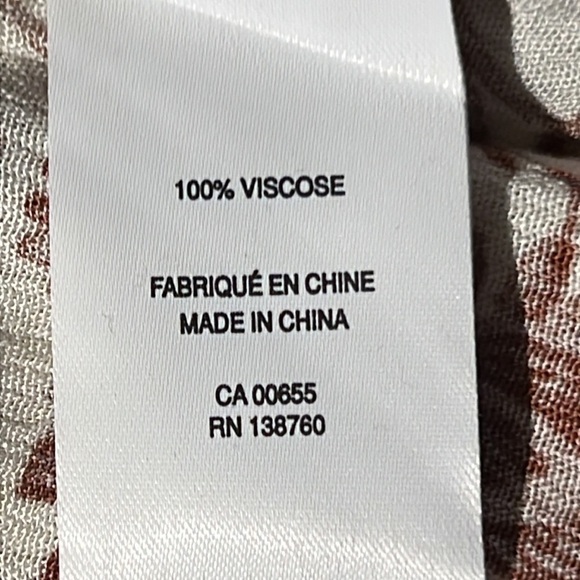 100% VISCOSE
FABRIQUÉ EN CHINE
MADE IN CHINA
CA 00655
RN 138760